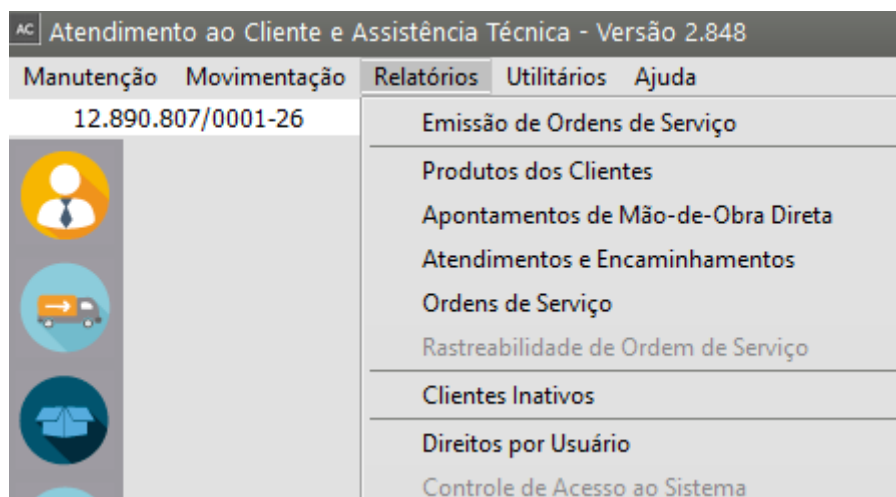 AC Atendimento ao Cliente e Assistência Técnica - Versão 2.848
Manutenção Movimentação Relatórios Utilitários Ajuda
12.890.807/0001-26
Emissão de Ordens de Serviço
Produtos dos Clientes
Apontamentos de Mão-de-Obra Direta
Atendimentos e Encaminhamentos
Ordens de Serviço
Rastreabilidade de Ordem de Serviço
Clientes Inativos
Direitos por Usuário
Controle de Acesso ao Sistema